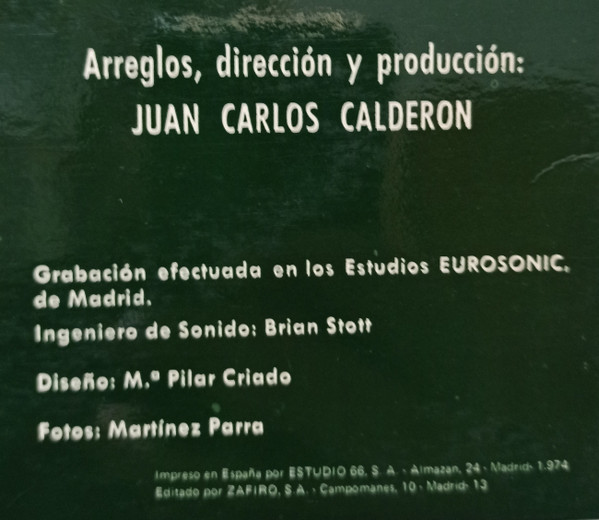 Arreglos, dirección y producción:
JUAN CARLOS CALDERON
Grabación efectuada en los Estudios EUROSONIC,
de Madrid.
Ingeniero de Sonido: Brian Stott
Diseño: M.ª Pilar Criado
Fotos: Martínez Parra
Impreso en España por ESTUDIO 66, S. A. - Almazan, 24 - Madrid- 1.974
Editado por ZAFIRO, S A. - Campomanes, 10 - Madrid- 13